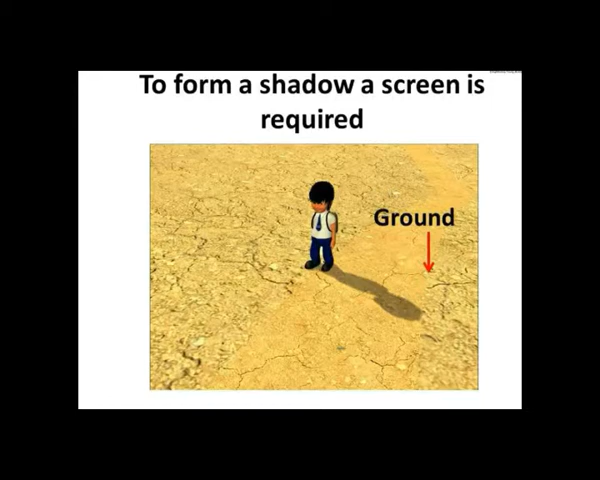 To form a shadow a screen is
required
Ground